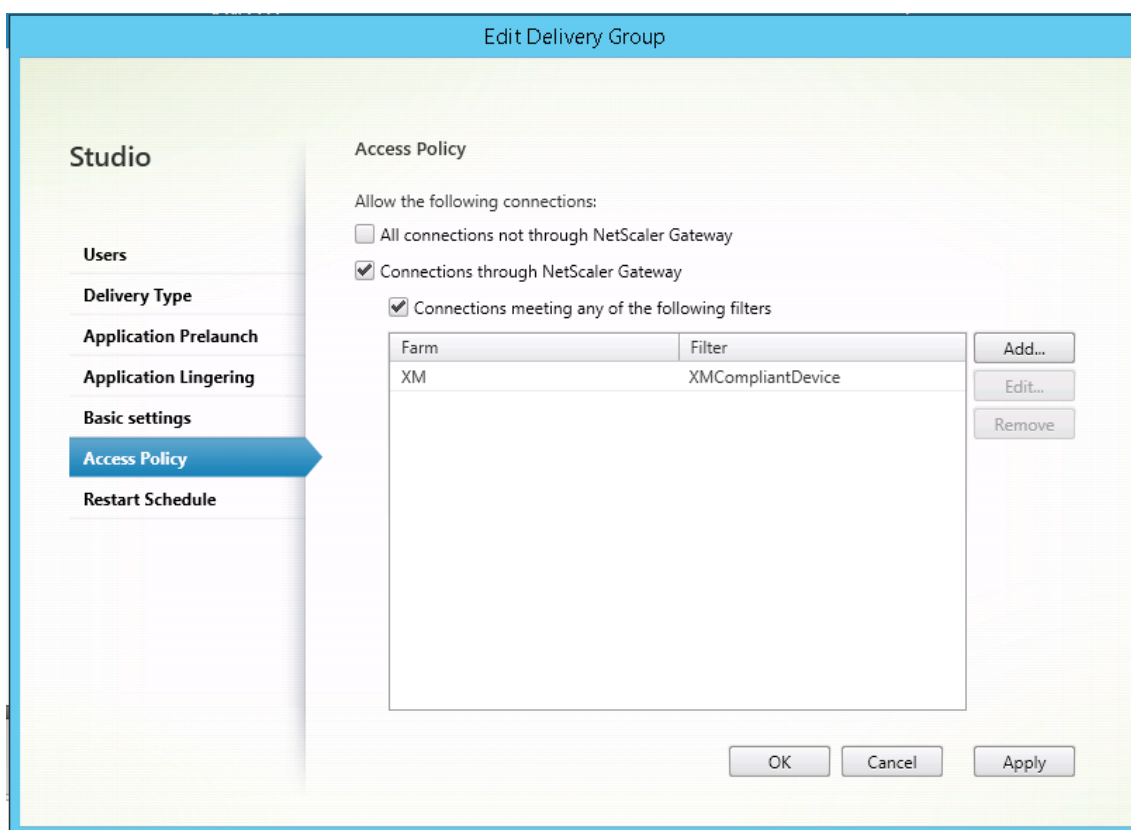 Edit Delivery Group
Studio
Users
Delivery Type
Application Prelaunch
Application Lingering
Basic settings
Access Policy
Restart Schedule
Access Policy
Allow the following connections:
All connections not through NetScaler Gateway
Connections through NetScaler Gateway
Connections meeting any of the following filters
Farm Filter
XM XMCompliantDevice
Add...
Edit...
Remove
OK Cancel Apply